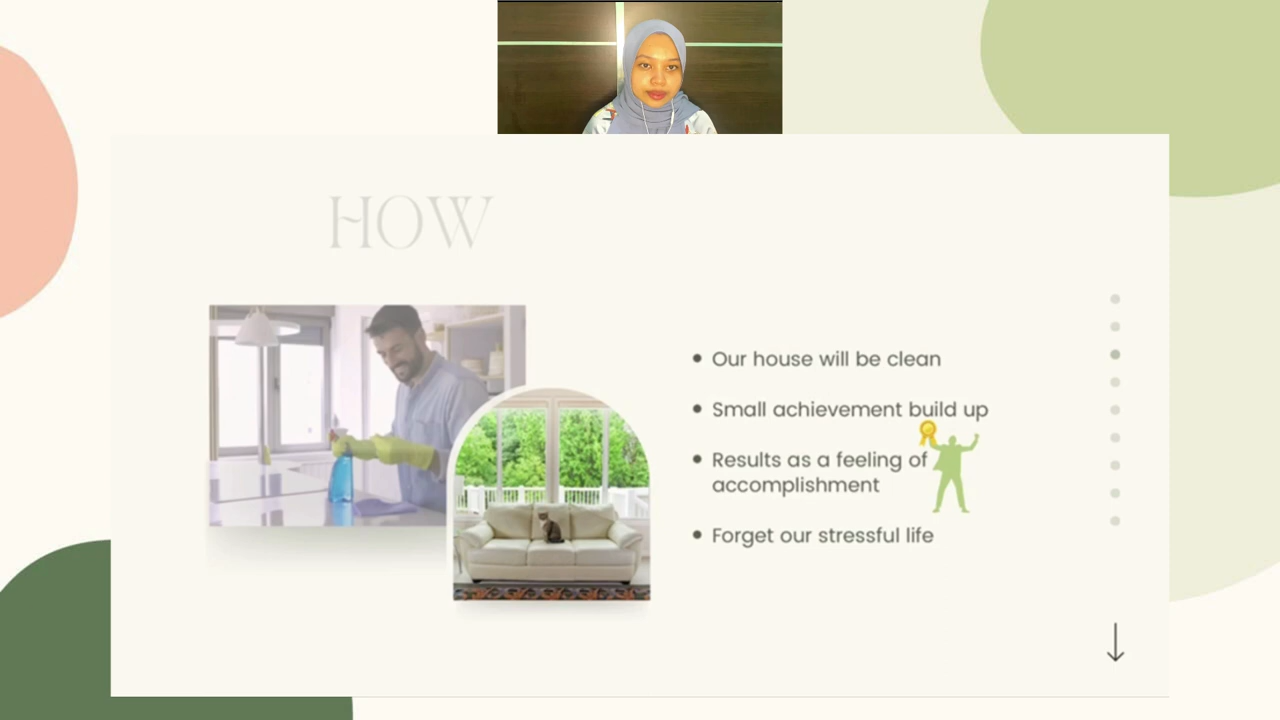 HOW
Our house will be clean
Small achievement build up
Results as a feeling of
accomplishment
Forget our stressful life